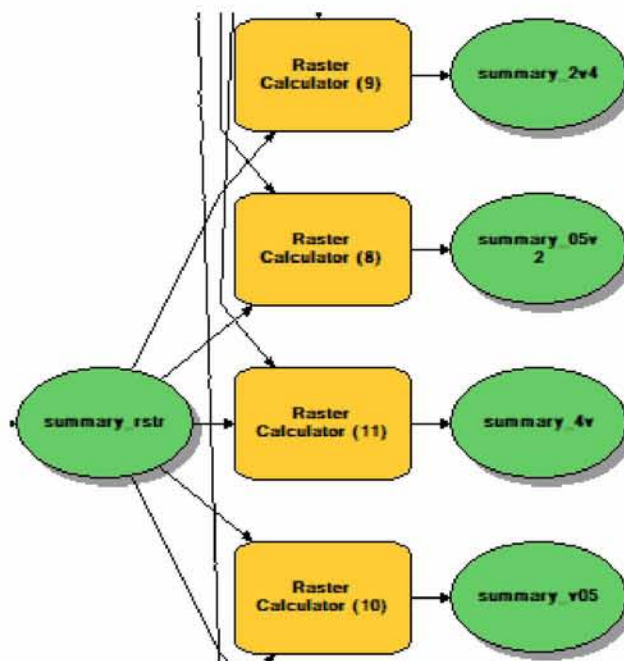 Raster
Calculator (9)
summary_2v4
Raster
Calculator (8)
summary_05v
2
summary_rstr
Raster
Calculator (11)
summary_4v
Raster
Calculator (10)
summary_v05